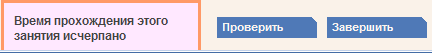 Время прохождения этого
занятия исчерпано
Проверить
Завершить